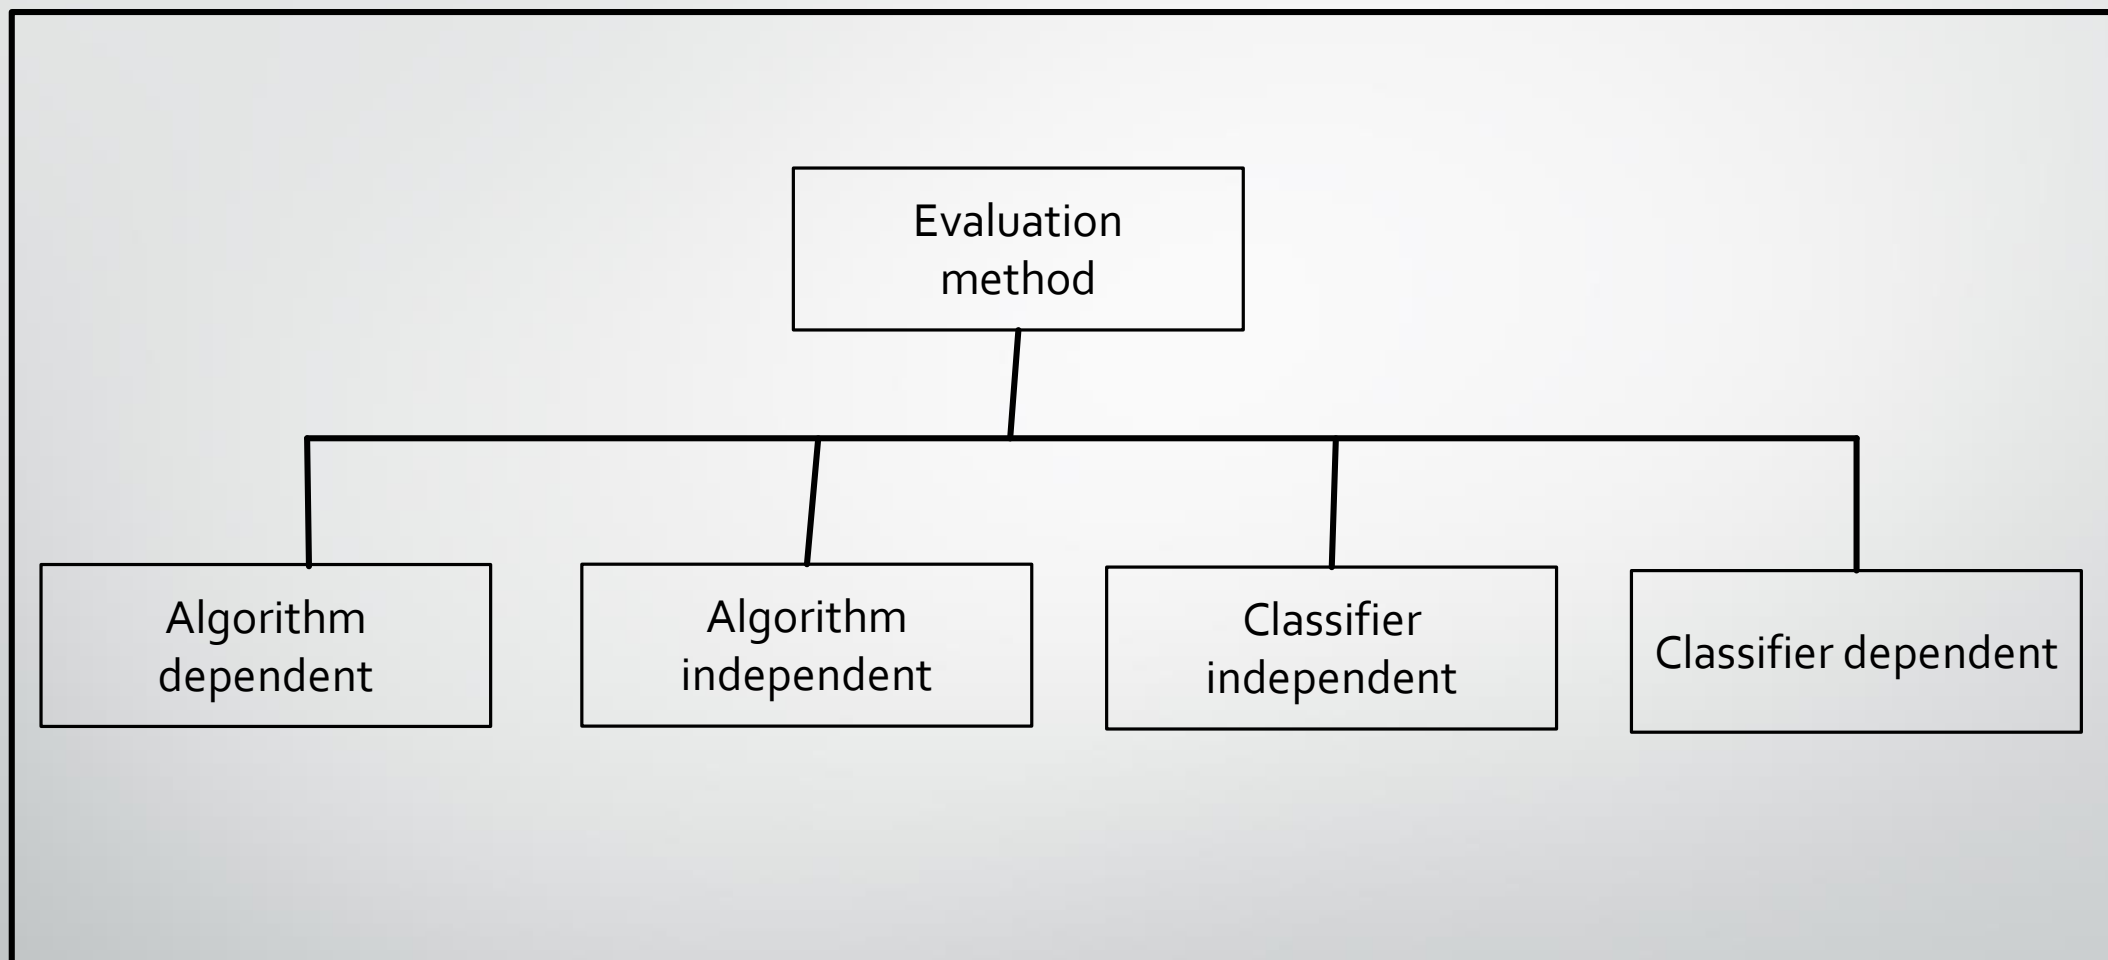 Evaluation
method
Algorithm
dependent
Algorithm
independent
Classifier
independent
Classifier dependent